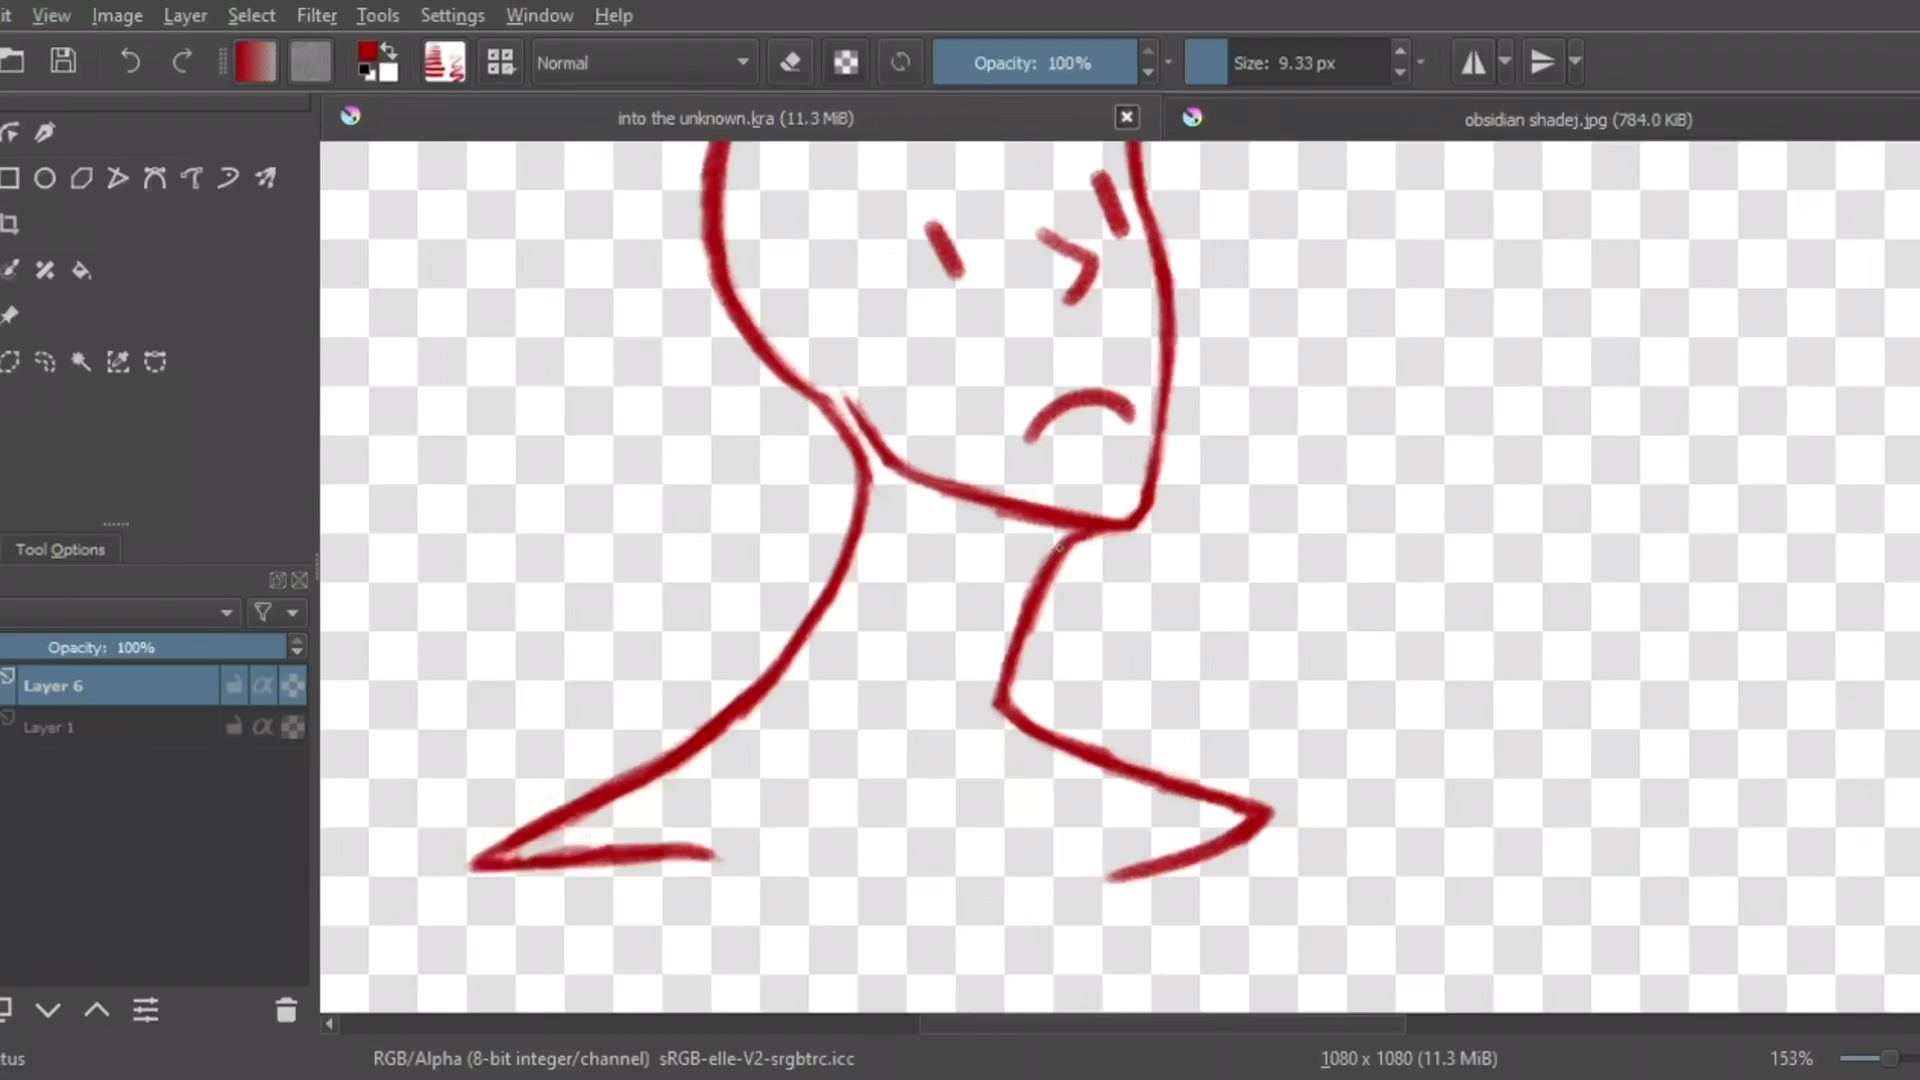 it View Image Layer Select Filter Tools Settings Window Help
Normal Opacity: 100% Size: 9.33 px
into the unknown.kra (11.3 MiB) obsidian shadej.jpg (784.0 KiB)
Tool Options
Opacity: 100%
Layer 6
Layer 1
tus RGB/Alpha (8-bit integer/channel) sRGB-elle-V2-srgbtrc.icc 1080 x 1080 (11.3 MiB) 153%